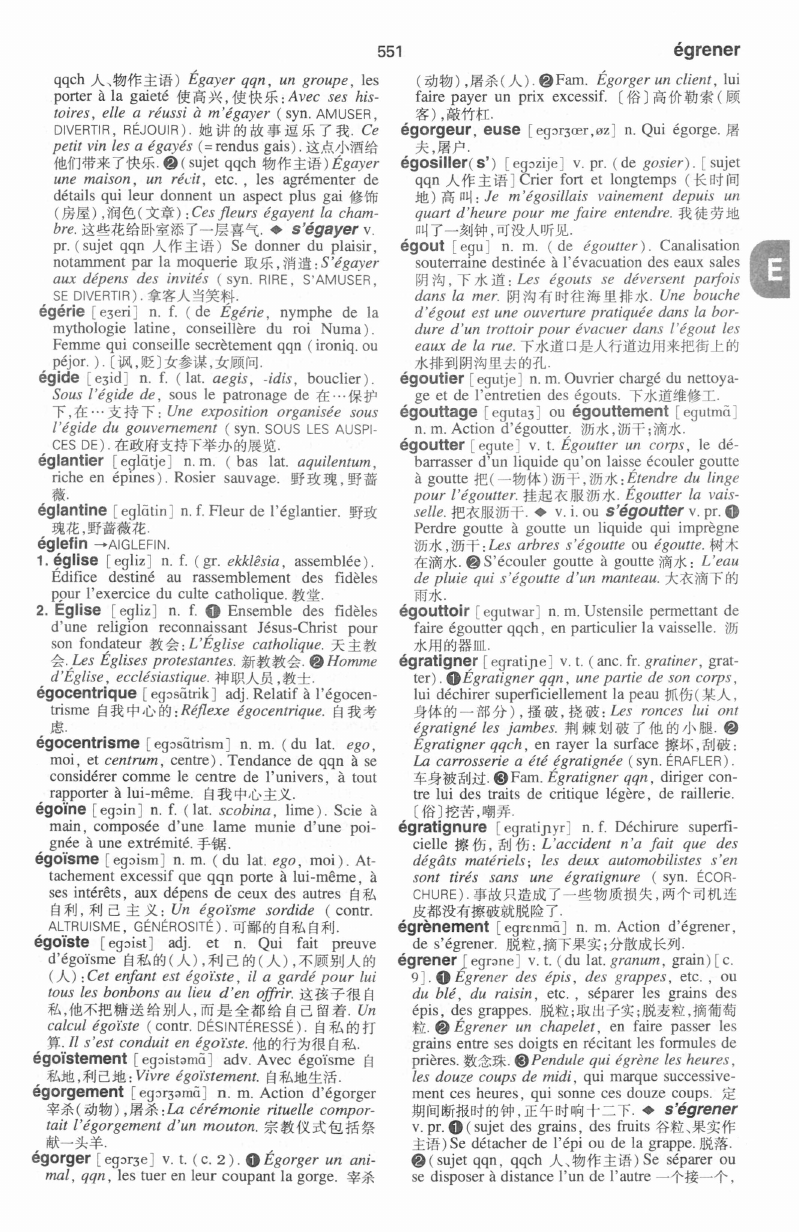 551
égrener
qqch 人、物作主语) Égayer qqn, un groupe, les
porter à la gaieté 使高兴,使快乐:Avec ses his-
toires, elle a réussi à m'égayer (syn. AMUSER,
DIVERTIR, RÉJOUIR). 她讲的故事逗乐了我. Ce
petit vin les a égayés (=rendus gais). 这点小酒给
他们带来了快乐. ❷(sujet qqch 物作主语)Égayer
une maison, un récit, etc., les agrémenter de
détails qui leur donnent un aspect plus gai 修饰
(房屋),润色(文章):Ces fleurs égayent la cham-
bre. 这些花给卧室添了一层喜气. ◆ s'égayer v.
pr. (sujet qqn 人作主语) Se donner du plaisir,
notamment par la moquerie 取乐,消遣:S'égayer
aux dépens des invités (syn. RIRE, S'AMUSER,
SE DIVERTIR). 拿客人当笑料.
égérie [eʒeri] n. f. (de Égérie, nymphe de la
mythologie latine, conseillère du roi Numa).
Femme qui conseille secrètement qqn (ironiq. ou
péjor.). [讽,贬]女参谋,女顾问.
égide [eʒid] n. f. (lat. aegis, -idis, bouclier).
Sous l'égide de, sous le patronage de 在…保护
下,在…支持下: Une exposition organisée sous
l'égide du gouvernement (syn. SOUS LES AUSPI-
CES DE). 在政府支持下举办的展览.
églantier [eglɑ̃tje] n. m. (bas lat. aquilentum,
riche en épines). Rosier sauvage. 野玫瑰,野蔷
薇.
églantine [eglɑ̃tin] n. f. Fleur de l'églantier. 野玫
瑰花,野蔷薇花.
églefin →AIGLEFIN.
1. église [egliz] n. f. (gr. ekklêsia, assemblée).
Édifice destiné au rassemblement des fidèles
pour l'exercice du culte catholique. 教堂.
2. Église [egliz] n. f. ❶ Ensemble des fidèles
d'une religion reconnaissant Jésus-Christ pour
son fondateur 教会:L'Église catholique. 天主教
会. Les Églises protestantes. 新教教会. ❷Homme
d'Église, ecclésiastique. 神职人员,教士.
égocentrique [egɔsɑ̃trik] adj. Relatif à l'égocen-
trisme 自我中心的:Réflexe égocentrique. 自我考
虑.
égocentrisme [egɔsɑ̃trism] n. m. (du lat. ego,
moi, et centrum, centre). Tendance de qqn à se
considérer comme le centre de l'univers, à tout
rapporter à lui-même. 自我中心主义.
égoïne [egɔin] n. f. (lat. scobina, lime). Scie à
main, composée d'une lame munie d'une poi-
gnée à une extrémité. 手锯.
égoïsme [egɔism] n. m. (du lat. ego, moi). At-
tachement excessif que qqn porte à lui-même, à
ses intérêts, aux dépens de ceux des autres 自私
自利,利己主义: Un égoïsme sordide (contr.
ALTRUISME, GÉNÉROSITÉ). 可鄙的自私自利.
égoïste [egɔist] adj. et n. Qui fait preuve
d'égoïsme 自私的(人),利己的(人),不顾别人的
(人):Cet enfant est égoïste, il a gardé pour lui
tous les bonbons au lieu d'en offrir. 这孩子很自
私,他不把糖送给别人,而是全都给自己留着. Un
calcul égoïste (contr. DÉSINTÉRESSÉ). 自私的打
算. Il s'est conduit en égoïste. 他的行为很自私.
égoïstement [egɔistəmɑ̃] adv. Avec égoïsme 自
私地,利己地:Vivre égoïstement. 自私地生活.
égorgement [egɔrʒəmɑ̃] n. m. Action d'égorger
宰杀(动物),屠杀:La cérémonie rituelle compor-
tait l'égorgement d'un mouton. 宗教仪式包括祭
献一头羊.
égorger [egɔrʒe] v. t. (c. 2). ❶ Égorger un ani-
mal, qqn, les tuer en leur coupant la gorge. 宰杀
(动物),屠杀(人). ❷Fam. Égorger un client, lui
faire payer un prix excessif. [俗]高价勒索(顾
客),敲竹杠.
égorgeur, euse [egɔrʒœr,øz] n. Qui égorge. 屠
夫,屠户.
égosiller(s') [egozije] v. pr. (de gosier). [sujet
qqn 人作主语] Crier fort et longtemps (长时间
地)高叫: Je m'égosillais vainement depuis un
quart d'heure pour me faire entendre. 我徒劳地
叫了一刻钟,可没人听见.
égout [egu] n. m. (de égoutter). Canalisation
souterraine destinée à l'évacuation des eaux sales
阴沟,下水道: Les égouts se déversent parfois
dans la mer. 阴沟有时往海里排水. Une bouche
d'égout est une ouverture pratiquée dans la bor-
dure d'un trottoir pour évacuer dans l'égout les
eaux de la rue. 下水道口是人行道边用来把街上的
水排到阴沟里去的孔.
égoutier [egutje] n. m. Ouvrier chargé du nettoya-
ge et de l'entretien des égouts. 下水道维修工.
égouttage [egutaʒ] ou égouttement [egutmɑ̃]
n. m. Action d'égoutter. 沥水,沥干;滴水.
égoutter [egute] v. t. Égoutter un corps, le dé-
barrasser d'un liquide qu'on laisse écouler goutte
à goutte 把(一物体)沥干,沥水:Étendre du linge
pour l'égoutter. 挂起衣服沥水. Égoutter la vais-
selle. 把衣服沥干. ◆ v. i. ou s'égoutter v. pr. ❶
Perdre goutte à goutte un liquide qui imprègne
沥水,沥干:Les arbres s'égoutte ou égoutte. 树木
在滴水. ❷S'écouler goutte à goutte 滴水: L'eau
de pluie qui s'égoutte d'un manteau. 大衣滴下的
雨水.
égouttoir [egutwar] n. m. Ustensile permettant de
faire égoutter qqch, en particulier la vaisselle. 沥
水用的器皿.
égratigner [egratiɲe] v. t. (anc. fr. gratiner, grat-
ter). ❶Égratigner qqn, une partie de son corps,
lui déchirer superficiellement la peau 抓伤(某人,
身体的一部分),搔破,挠破:Les ronces lui ont
égratigné les jambes. 荆棘划破了他的小腿. ❷
Égratigner qqch, en rayer la surface 擦坏,刮破:
La carrosserie a été égratignée (syn. ÉRAFLER).
车身被刮过. ❸Fam. Égratigner qqn, diriger con-
tre lui des traits de critique légère, de raillerie.
[俗]挖苦,嘲弄.
égratignure [egratiɲyr] n. f. Déchirure superfi-
cielle 擦伤,刮伤: L'accident n'a fait que des
dégâts matériels; les deux automobilistes s'en
sont tirés sans une égratignure (syn. ÉCOR-
CHURE). 事故只造成了一些物质损失,两个司机连
皮都没有擦破就脱险了.
égrènement [egrɛnmɑ̃] n. m. Action d'égrener,
de s'égrener. 脱粒,摘下果实;分散成长列.
égrener [egrəne] v. t. (du lat. granum, grain) [c.
9]. ❶ Égrener des épis, des grappes, etc., ou
du blé, du raisin, etc., séparer les grains des
épis, des grappes. 脱粒;取出子实;脱麦粒,摘葡萄
粒. ❷ Égrener un chapelet, en faire passer les
grains entre ses doigts en récitant les formules de
prières. 数念珠. ❸Pendule qui égrène les heures,
les douze coups de midi, qui marque successive-
ment ces heures, qui sonne ces douze coups. 定
期间断报时的钟,正午时响十二下. ◆ s'égrener
v. pr. ❶(sujet des grains, des fruits 谷粒、果实作
主语)Se détacher de l'épi ou de la grappe. 脱落.
❷(sujet qqn, qqch 人、物作主语) Se séparer ou
se disposer à distance l'un de l'autre 一个接一个,
E